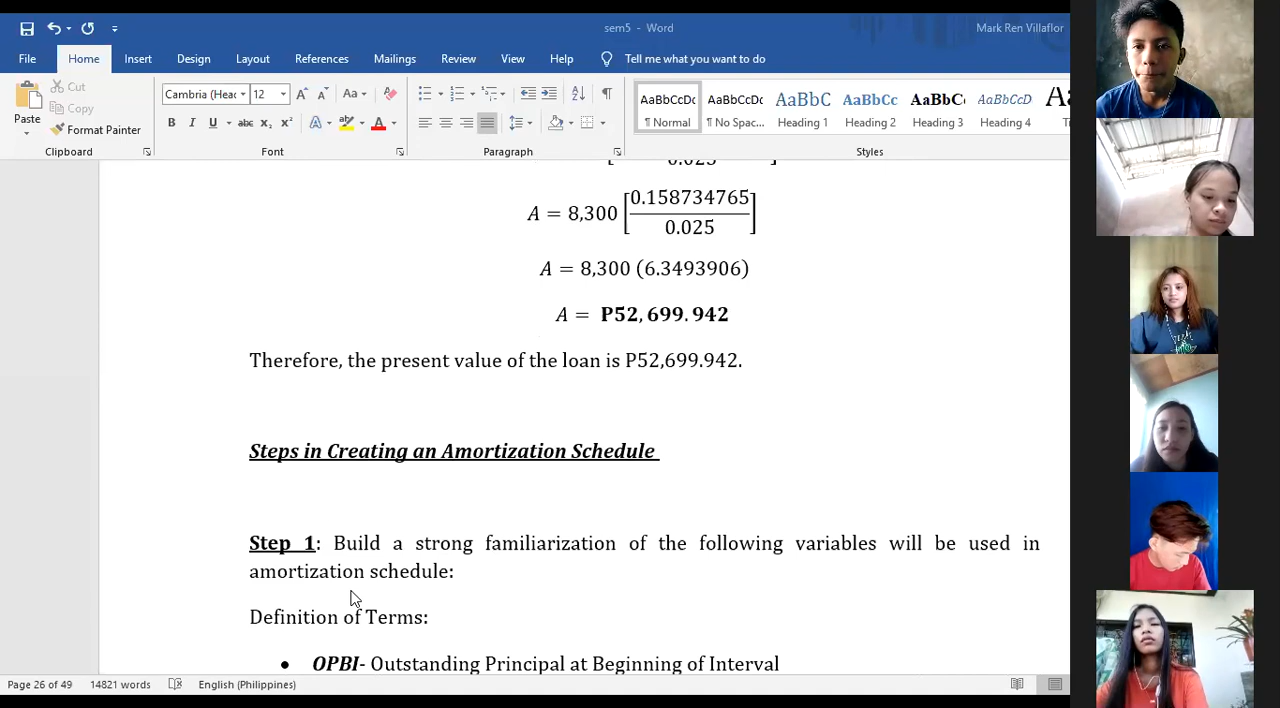 sem5 - Word
Mark Ren Villaflor
File Home Insert Design Layout References Mailings Review View Help Tell me what you want to do
Paste
Cut
Copy
Format Painter
Cambria (Head 12
Aa
B I U abc x₂ x² A A
AaBbCcDc AaBbCcDc AaBbC AaBbCc AaBbCc AaBbCcD
¶ Normal ¶ No Spac... Heading 1 Heading 2 Heading 3 Heading 4
Clipboard Font Paragraph Styles
0.025
A = 8,300 [0.158734765 / 0.025]
A = 8,300 (6.3493906)
A = P52,699.942
Therefore, the present value of the loan is P52,699.942.
Steps in Creating an Amortization Schedule
Step 1: Build a strong familiarization of the following variables will be used in
amortization schedule:
Definition of Terms:
• OPBI- Outstanding Principal at Beginning of Interval
Page 26 of 49 14821 words English (Philippines)